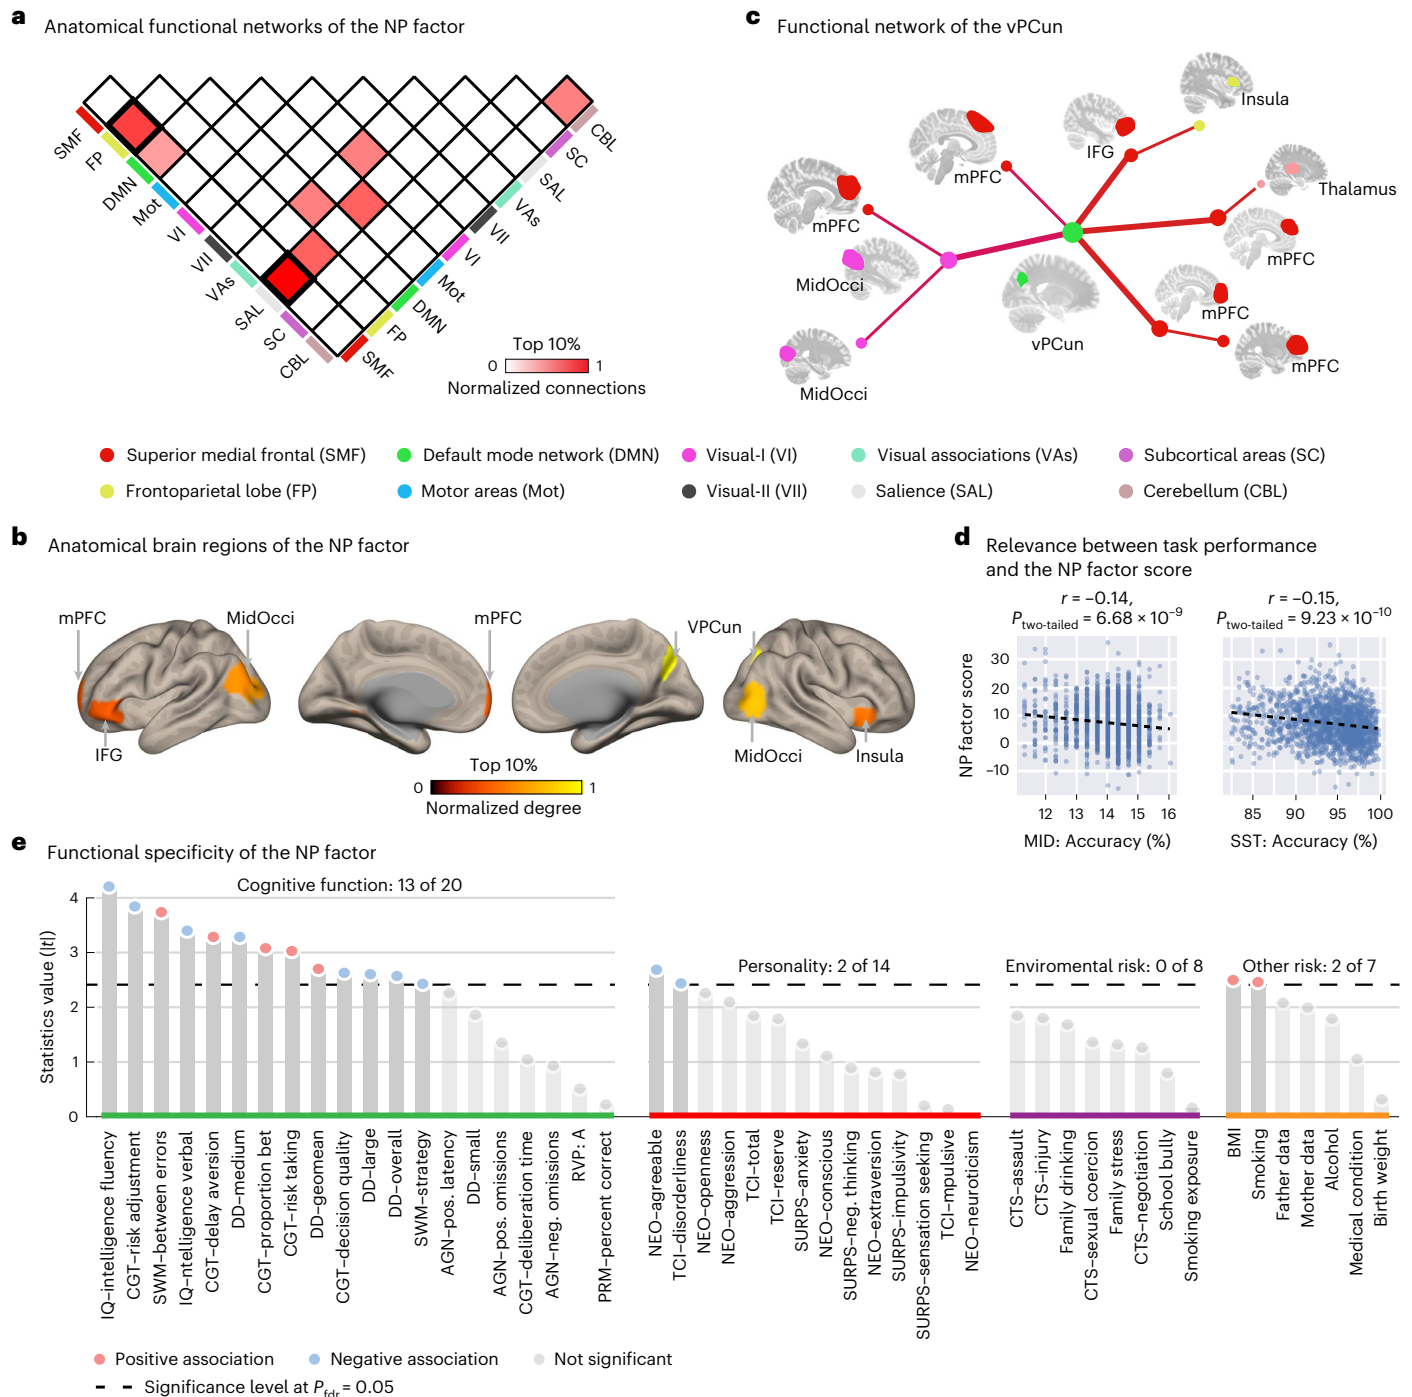 a
Anatomical functional networks of the NP factor
SMF
FP
DMN
Mot
VI
VII
VAs
SAL
SC
CBL
CBL
SC
SAL
VAs
VII
VI
Mot
DMN
FP
SMF
Top 10%
0 1
Normalized connections
c
Functional network of the vPCun
Insula
IFG
mPFC
Thalamus
mPFC
mPFC
MidOcci
mPFC
vPCun
mPFC
MidOcci
Superior medial frontal (SMF)
Default mode network (DMN)
Visual-I (VI)
Visual associations (VAs)
Subcortical areas (SC)
Frontoparietal lobe (FP)
Motor areas (Mot)
Visual-II (VII)
Salience (SAL)
Cerebellum (CBL)
b
Anatomical brain regions of the NP factor
mPFC
MidOcci
mPFC
VPCun
IFG
MidOcci
Insula
Top 10%
0 1
Normalized degree
d
Relevance between task performance
and the NP factor score
r = −0.14,
Ptwo-tailed = 6.68 × 10−9
r = −0.15,
Ptwo-tailed = 9.23 × 10−10
NP factor score
30
20
10
0
−10
12 13 14 15 16
MID: Accuracy (%)
85 90 95 100
SST: Accuracy (%)
e
Functional specificity of the NP factor
Statistics value (|t|)
4
3
2
1
0
Cognitive function: 13 of 20
Personality: 2 of 14
Enviromental risk: 0 of 8
Other risk: 2 of 7
IQ−intelligence fluency
CGT−risk adjustment
SWM−between errors
IQ−ntelligence verbal
CGT−delay aversion
DD−medium
CGT−proportion bet
CGT−risk taking
DD−geomean
CGT−decision quality
DD−large
DD−overall
SWM−strategy
AGN−pos. latency
DD−small
AGN−pos. omissions
CGT−deliberation time
AGN−neg. omissions
RVP: A
PRM−percent correct
NEO−agreeable
TCI−disorderliness
NEO−openness
NEO−aggression
TCI−total
TCI−reserve
SURPS−anxiety
NEO−conscious
SURPS−neg. thinking
NEO−extraversion
SURPS−impulsivity
SURPS−sensation seeking
TCI−impulsive
NEO−neuroticism
CTS−assault
CTS−injury
Family drinking
CTS−sexual coercion
Family stress
CTS−negotiation
School bully
Smoking exposure
BMI
Smoking
Father data
Mother data
Alcohol
Medical condition
Birth weight
Positive association
Negative association
Not significant
Significance level at Pfdr = 0.05